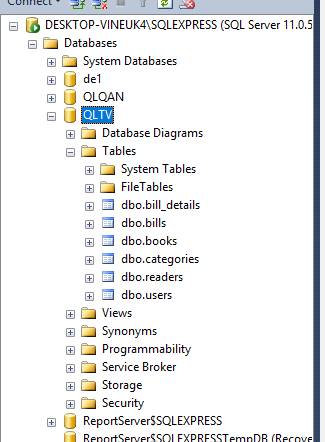 Connect
DESKTOP-VINEUK4\SQLEXPRESS (SQL Server 11.0.5
Databases
System Databases
de1
QLQAN
QLTV
Database Diagrams
Tables
System Tables
FileTables
dbo.bill_details
dbo.bills
dbo.books
dbo.categories
dbo.readers
dbo.users
Views
Synonyms
Programmability
Service Broker
Storage
Security
ReportServer$SQLEXPRESS
ReportServer$SQLEXPRESSTempDB (Recove